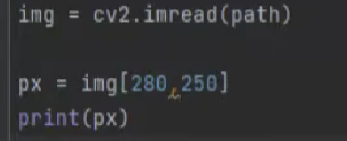 img = cv2.imread(path)
px = img[280,250]
print(px)